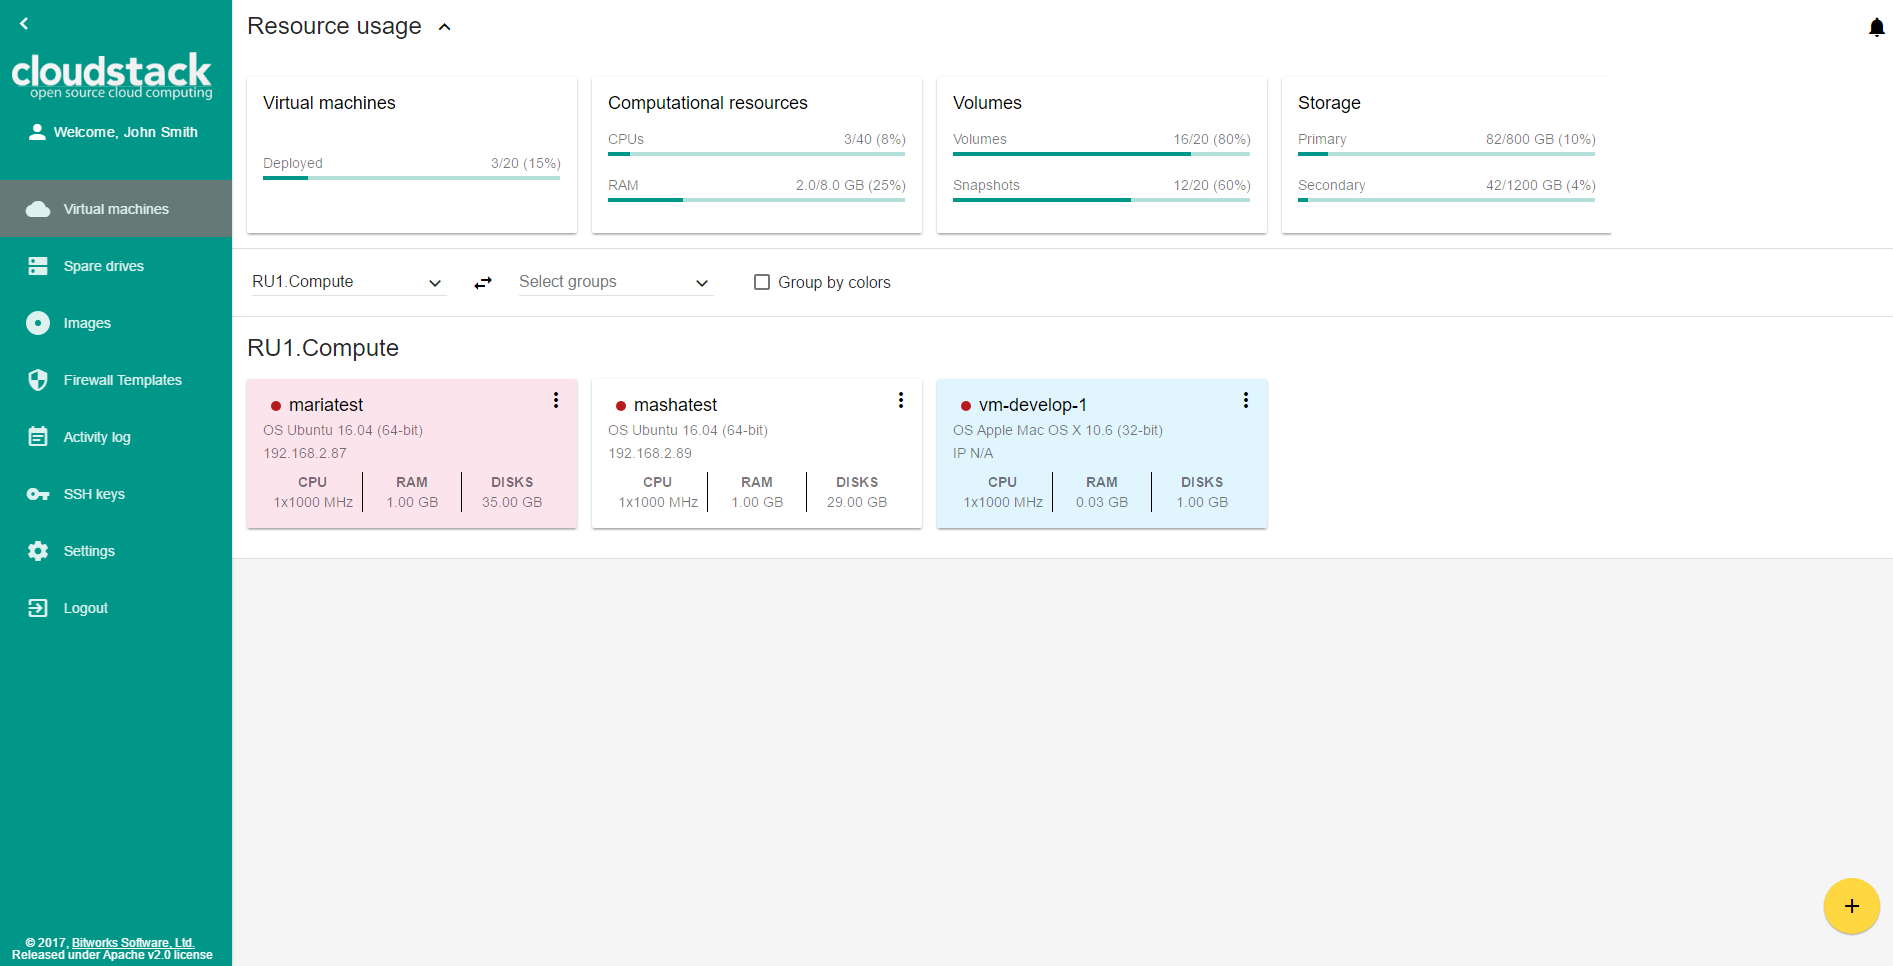 cloudstack
open source cloud computing
Welcome, John Smith
Virtual machines
Spare drives
Images
Firewall Templates
Activity log
SSH keys
Settings
Logout
© 2017, Bitworks Software, Ltd.
Released under Apache v2.0 license
Resource usage
Virtual machines
Deployed 3/20 (15%)
Computational resources
CPUs 3/40 (8%)
RAM 2.0/8.0 GB (25%)
Volumes
Volumes 16/20 (80%)
Snapshots 12/20 (60%)
Storage
Primary 82/800 GB (10%)
Secondary 42/1200 GB (4%)
RU1.Compute Select groups Group by colors
RU1.Compute
mariatest
OS Ubuntu 16.04 (64-bit)
192.168.2.87
CPU RAM DISKS
1x1000 MHz 1.00 GB 35.00 GB
mashatest
OS Ubuntu 16.04 (64-bit)
192.168.2.89
CPU RAM DISKS
1x1000 MHz 1.00 GB 29.00 GB
vm-develop-1
OS Apple Mac OS X 10.6 (32-bit)
IP N/A
CPU RAM DISKS
1x1000 MHz 0.03 GB 1.00 GB